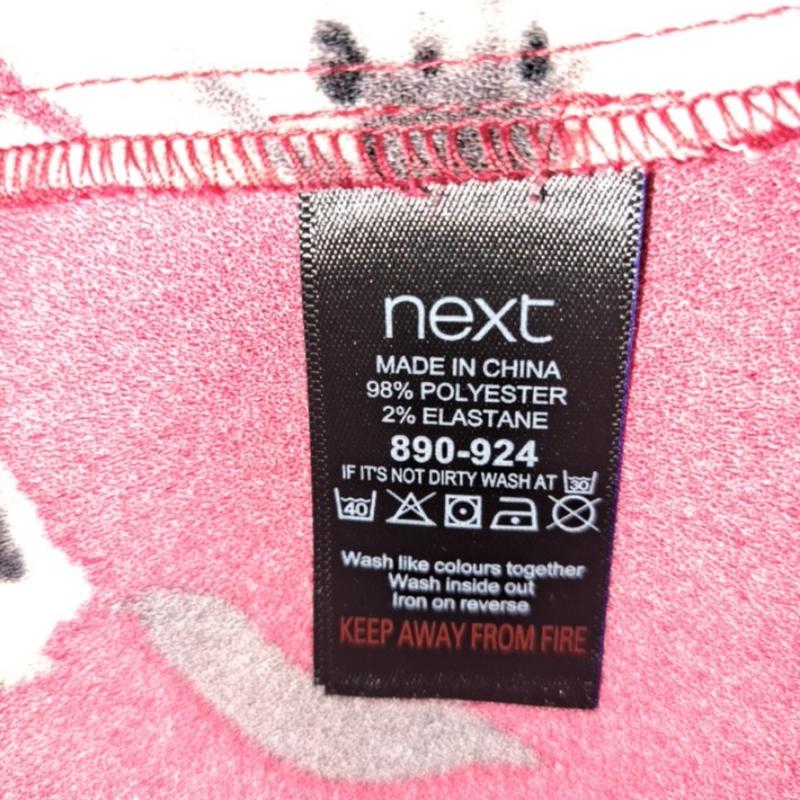 next
MADE IN CHINA
98% POLYESTER
2% ELASTANE
890-924
IF IT'S NOT DIRTY WASH AT 30
40
Wash like colours together
Wash inside out
Iron on reverse
KEEP AWAY FROM FIRE